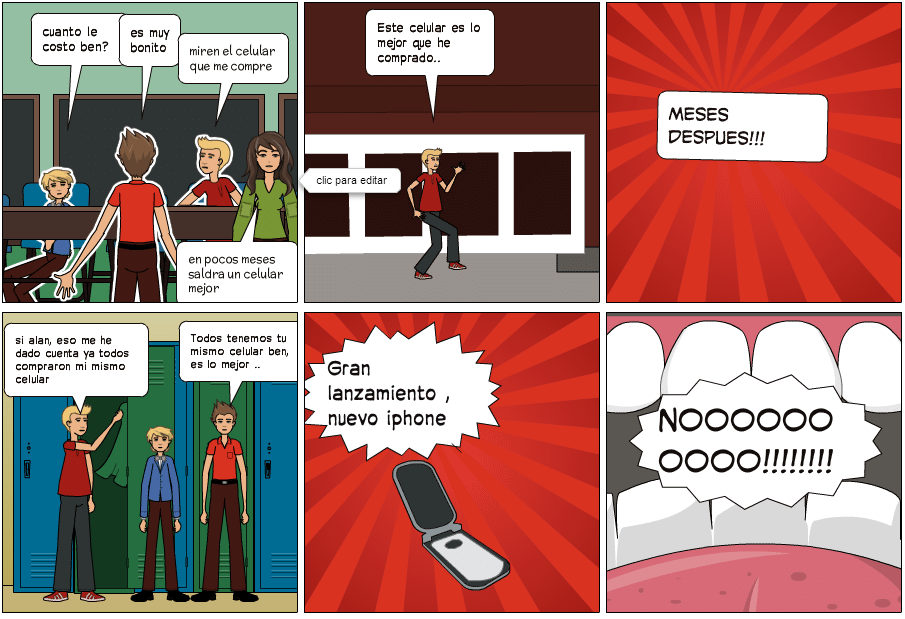 cuanto le
costo ben?
es muy
bonito
miren el celular
que me compre
en pocos meses
saldra un celular
mejor
clic para editar
Este celular es lo
mejor que he
comprado..
MESES
DESPUES!!!
si alan, eso me he
dado cuenta ya todos
compraron mi mismo
celular
Todos tenemos tu
mismo celular ben,
es lo mejor ..
Gran
lanzamiento ,
nuevo iphone
NOOOOOO
OOOO!!!!!!!!